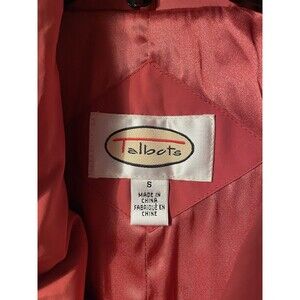 Talbots
S
MADE IN
CHINA
FABRIQUÉ EN
CHINE